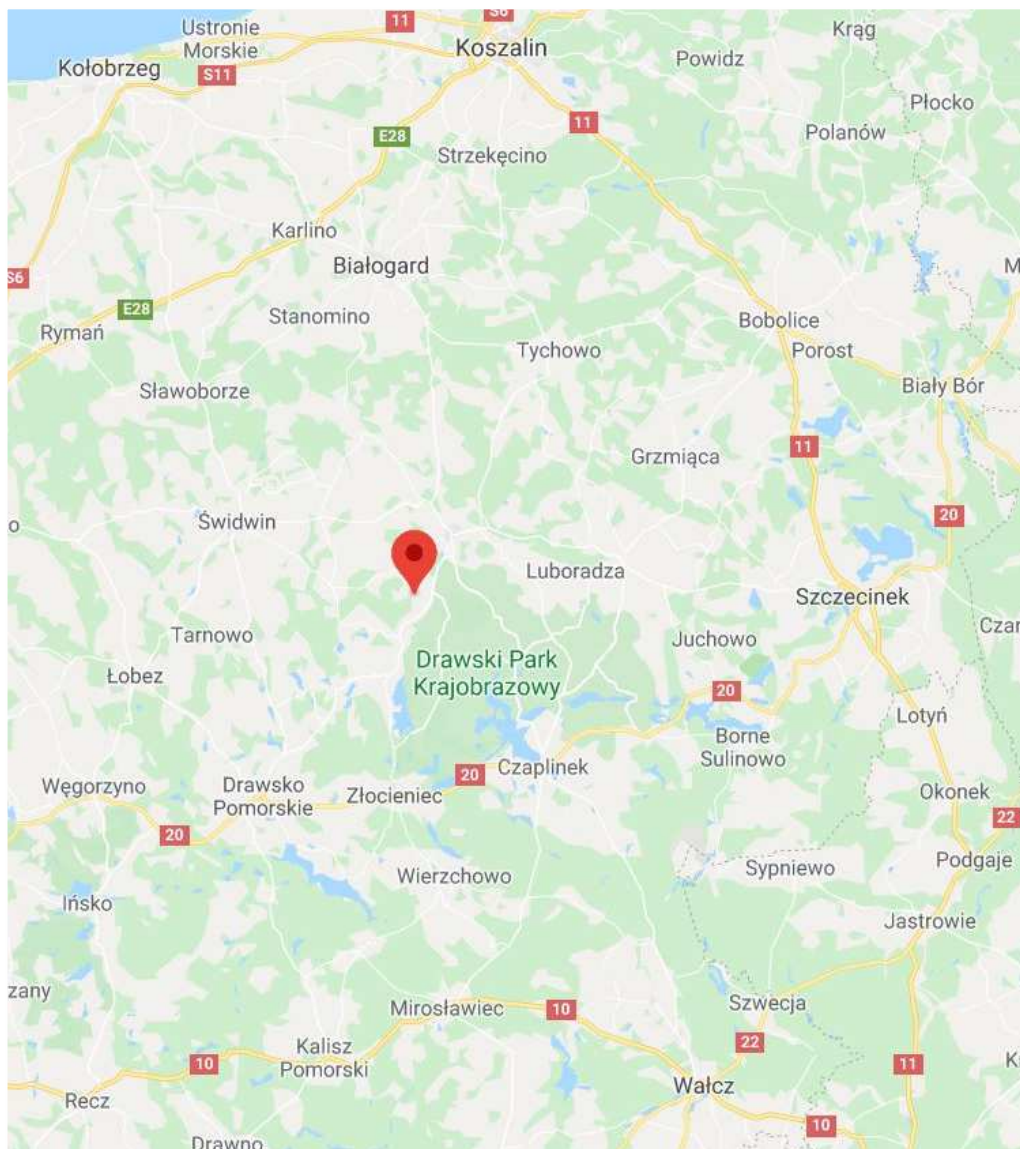 S6
11
Ustronie
Morskie
Koszalin
Krąg
Powidz
Kołobrzeg
S11
Płocko
11
Polanów
E28
Strzekęcino
Karlino
Białogard
M
S6
E28
Stanomino
Rymań
Bobolice
Tychowo
Porost
Sławoborze
Biały Bór
11
Grzmiąca
o
Świdwin
20
Luboradza
Szczecinek
Tarnowo
Juchowo
Czar
Drawski Park
Krajobrazowy
Łobez
20
Lotyń
Borne
Sulinowo
Węgorzyno
Drawsko
Pomorskie
20
Czaplinek
Złocieniec
Okonek
22
20
Podgaje
Wierzchowo
Sypniewo
Ińsko
Jastrowie
zany
Mirosławiec
10
Szwecja
22
Kalisz
Pomorski
10
11
K
Wałcz
Recz
10
Drawno